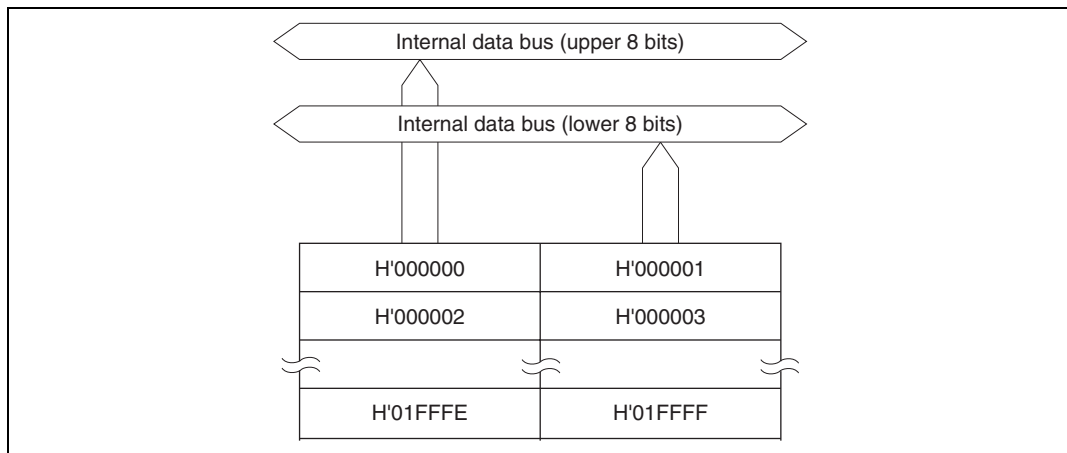 Internal data bus (upper 8 bits)
Internal data bus (lower 8 bits)
H'000000 H'000001
H'000002 H'000003
H'01FFFE H'01FFFF